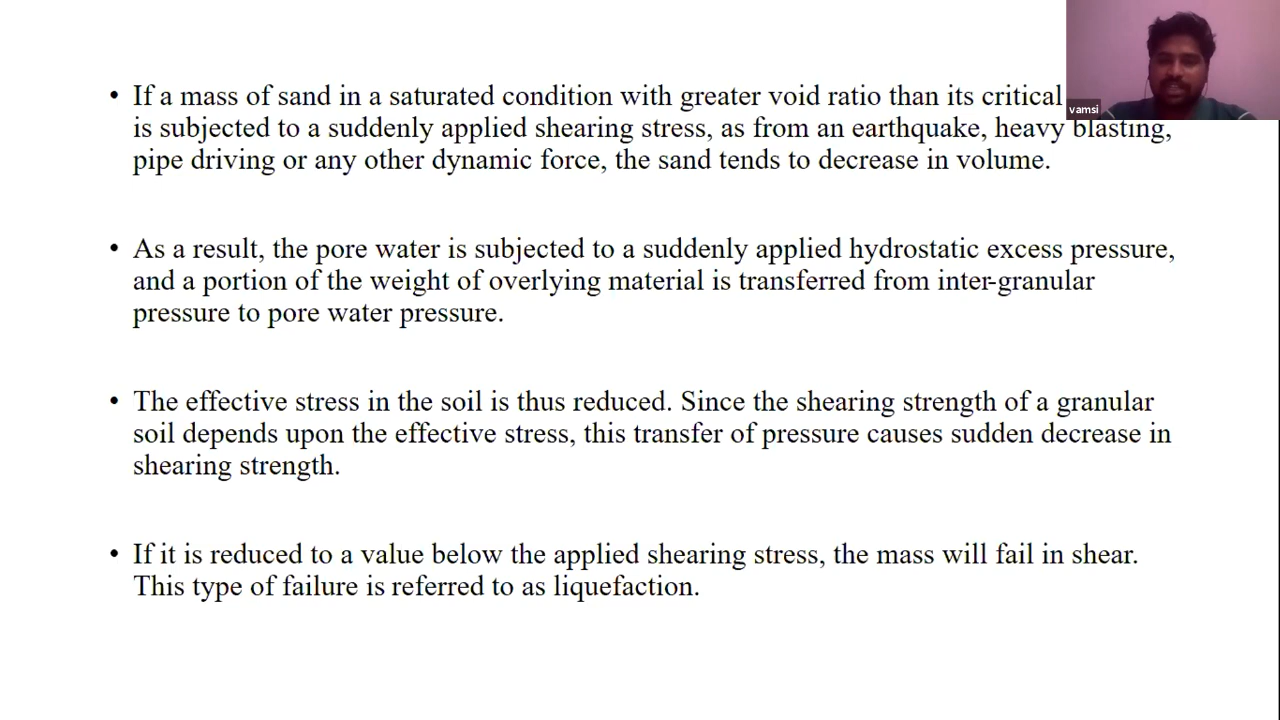 • If a mass of sand in a saturated condition with greater void ratio than its critical
is subjected to a suddenly applied shearing stress, as from an earthquake, heavy blasting,
pipe driving or any other dynamic force, the sand tends to decrease in volume.
• As a result, the pore water is subjected to a suddenly applied hydrostatic excess pressure,
and a portion of the weight of overlying material is transferred from inter-granular
pressure to pore water pressure.
• The effective stress in the soil is thus reduced. Since the shearing strength of a granular
soil depends upon the effective stress, this transfer of pressure causes sudden decrease in
shearing strength.
• If it is reduced to a value below the applied shearing stress, the mass will fail in shear.
This type of failure is referred to as liquefaction.
vamsi